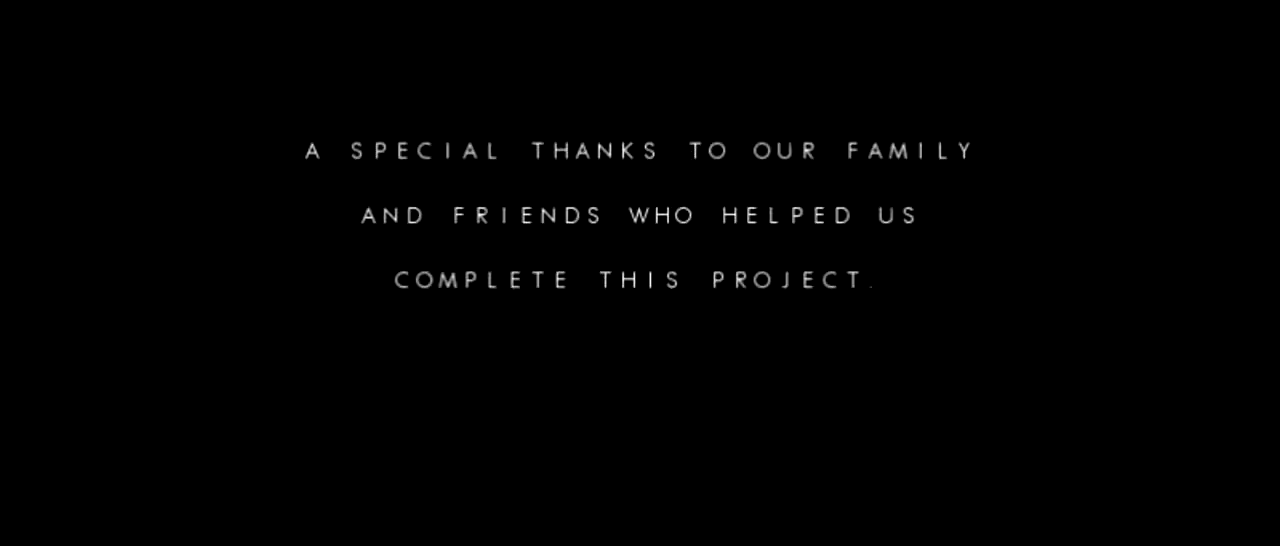 A SPECIAL THANKS TO OUR FAMILY
AND FRIENDS WHO HELPED US
COMPLETE THIS PROJECT.